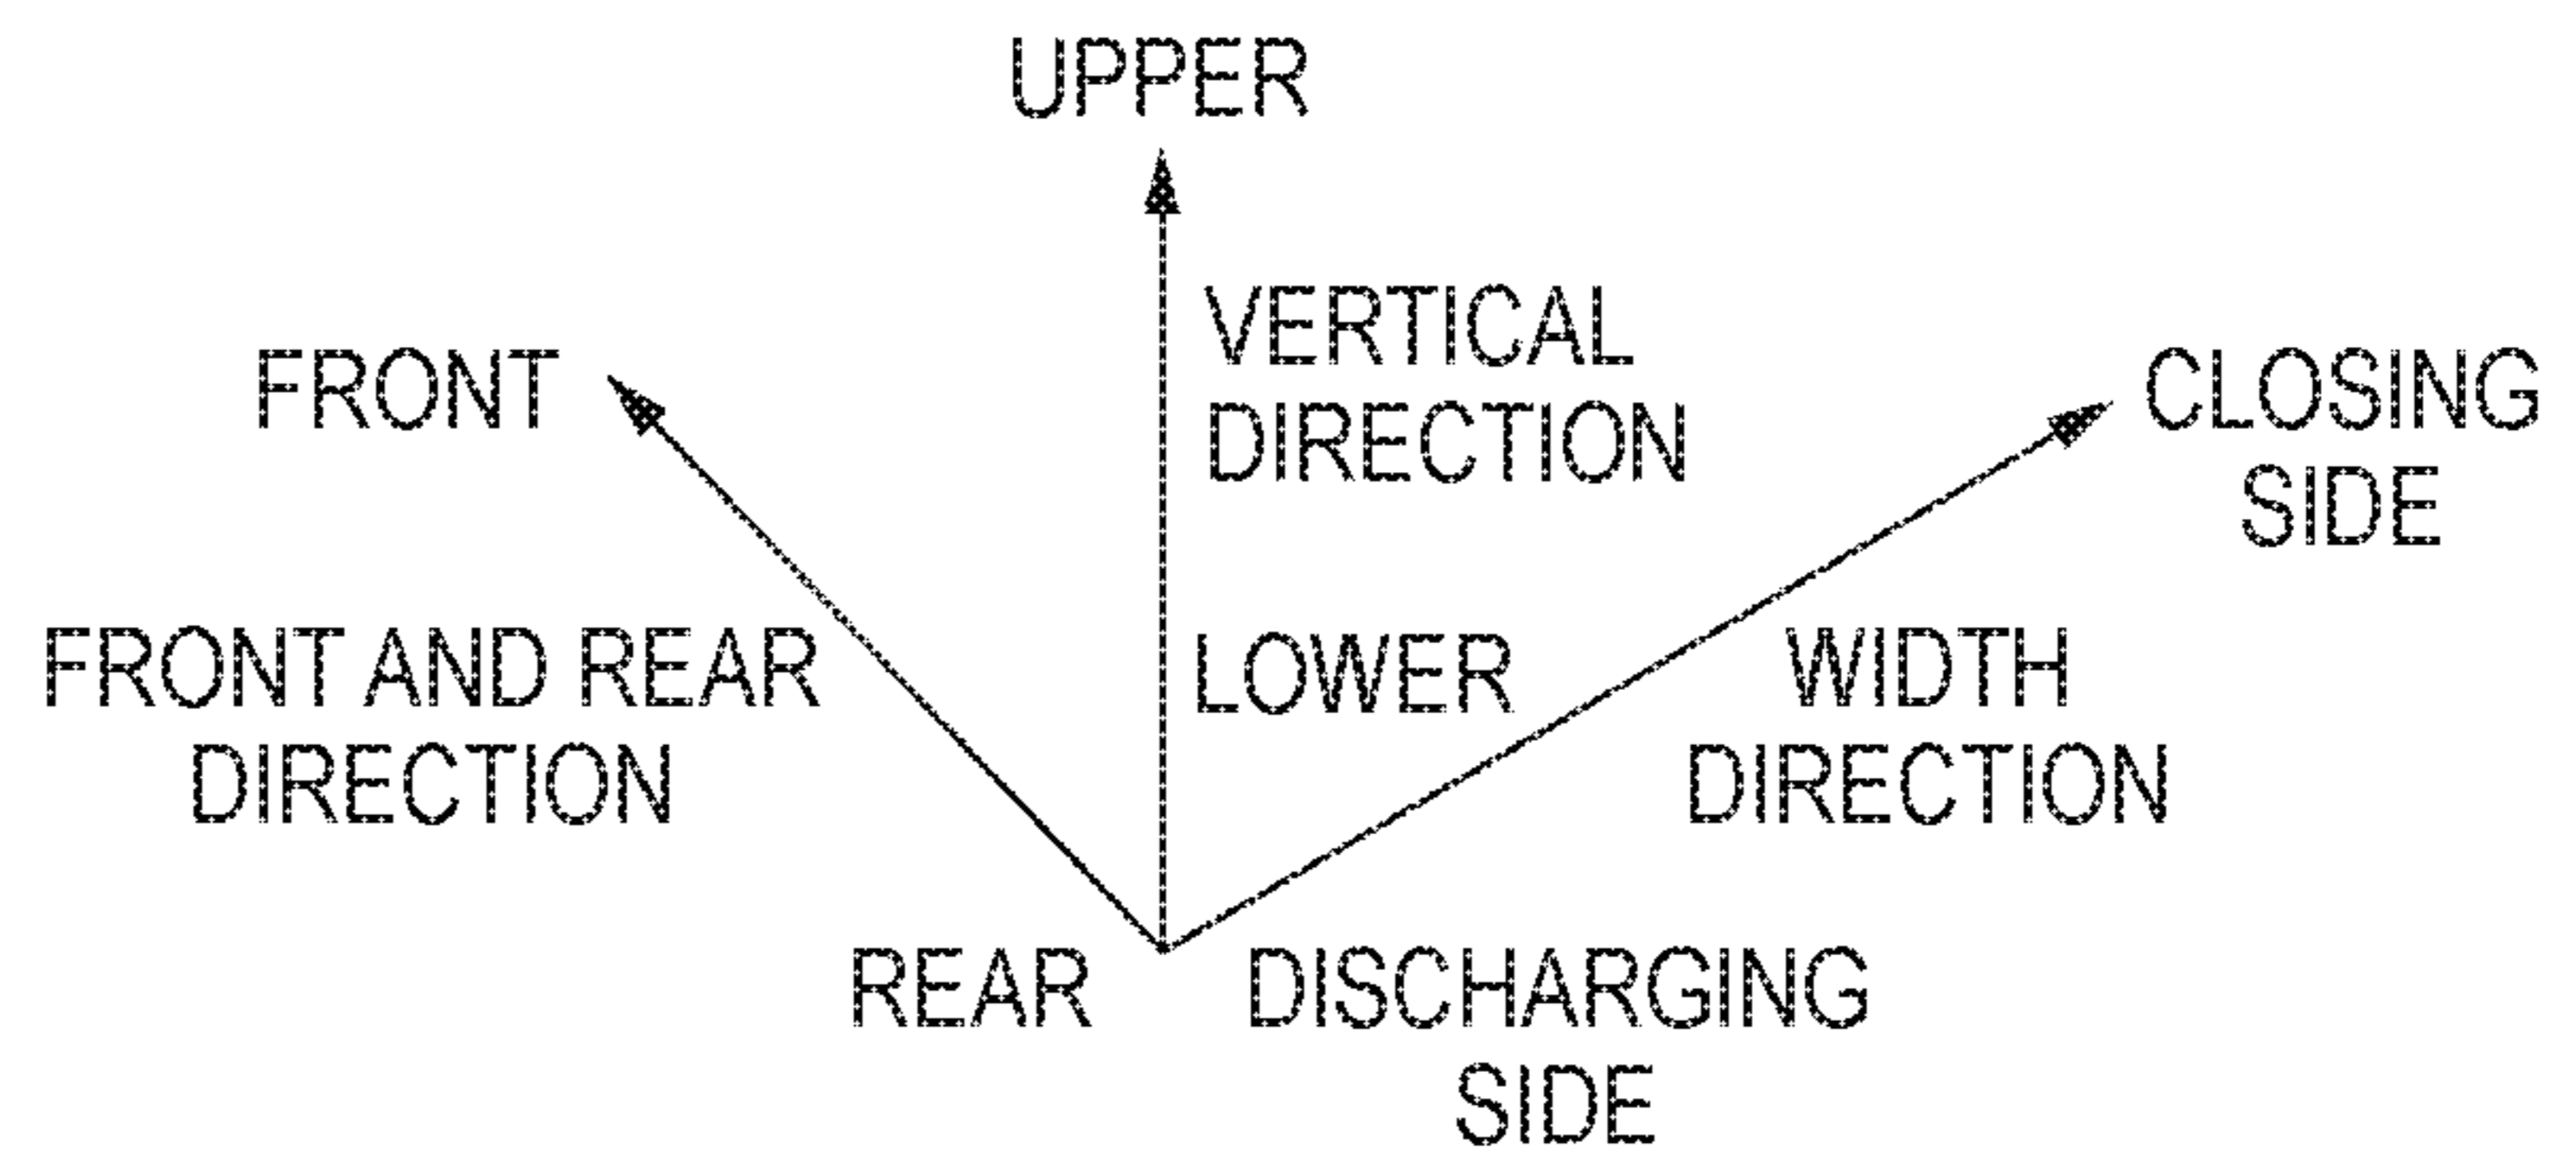 UPPER
VERTICAL
DIRECTION
FRONT
CLOSING
SIDE
FRONT AND REAR
DIRECTION
LOWER
WIDTH
DIRECTION
REAR
DISCHARGING
SIDE